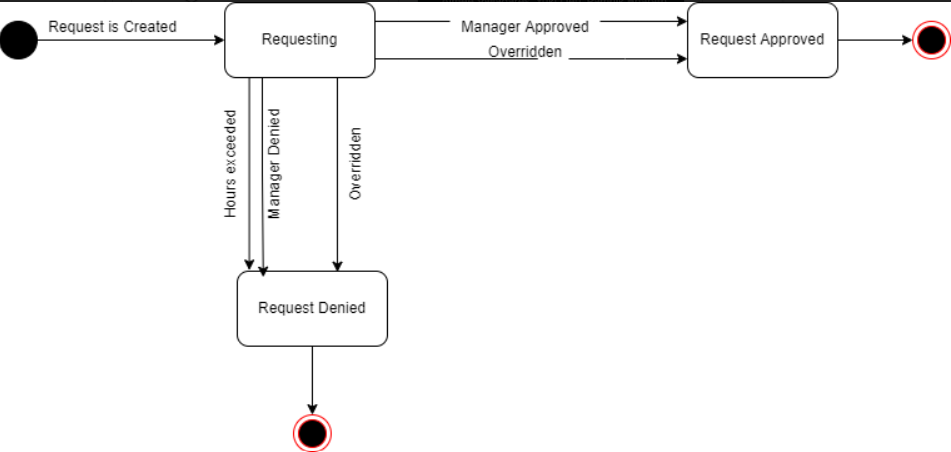 Request is Created
Requesting
Manager Approved
Overridden
Request Approved
Hours exceeded
Manager Denied
Overridden
Request Denied